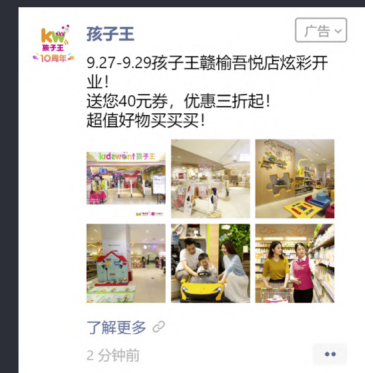 kw
孩子王
10周年
孩子王
广告
9.27-9.29孩子王赣榆吾悦店炫彩开
业！
送您40元券，优惠三折起！
超值好物买买买！
kidswant 孩子王
了解更多
2 分钟前